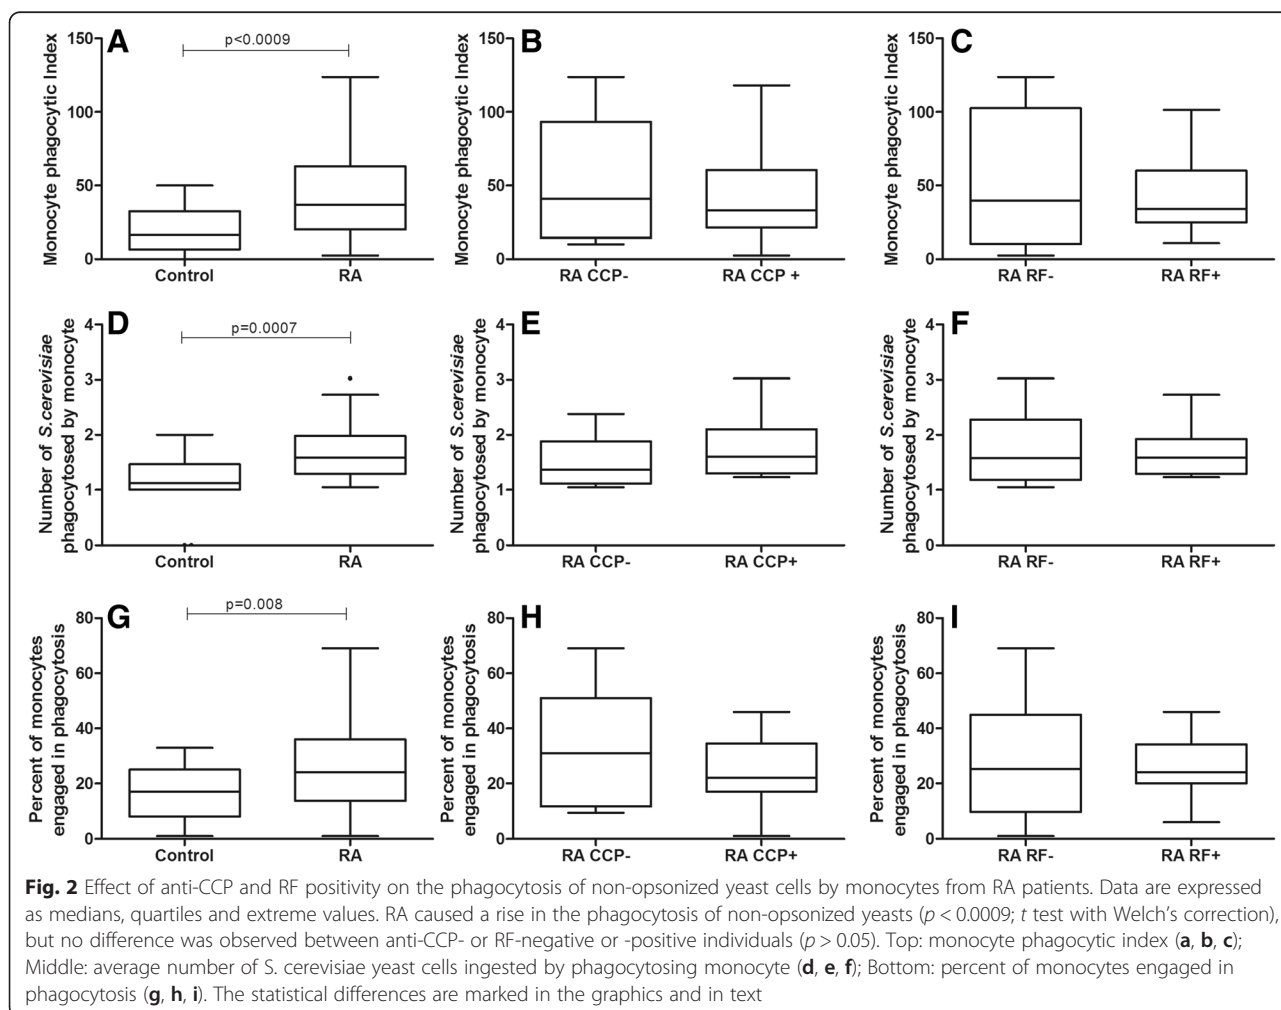 A
p<0.0009
Monocyte phagocytic Index
150
100
50
0
Control
RA
B
Monocyte phagocytic Index
150
100
50
0
RA CCP-
RA CCP +
C
Monocyte phagocytic Index
150
100
50
0
RA RF-
RA RF+
D
p=0.0007
Number of S.cerevisiae
phagocytosed by monocyte
4
3
2
1
0
Control
RA
E
Number of S.cerevisiae
phagocytosed by monocyte
4
3
2
1
0
RA CCP-
RA CCP+
F
Number of S.cerevisiae
phagocytosed by monocyte
4
3
2
1
0
RA RF-
RA RF+
G
p=0.008
Percent of monocytes
engaged in phagocytosis
80
60
40
20
0
Control
RA
H
Percent of monocytes
engaged in phagocytosis
80
60
40
20
0
RA CCP-
RA CCP+
I
Percent of monocytes
engaged in phagocytosis
80
60
40
20
0
RA RF-
RA RF+
Fig. 2 Effect of anti-CCP and RF positivity on the phagocytosis of non-opsonized yeast cells by monocytes from RA patients. Data are expressed
as medians, quartiles and extreme values. RA caused a rise in the phagocytosis of non-opsonized yeasts (p < 0.0009; t test with Welch's correction),
but no difference was observed between anti-CCP- or RF-negative or -positive individuals (p > 0.05). Top: monocyte phagocytic index (a, b, c);
Middle: average number of S. cerevisiae yeast cells ingested by phagocytosing monocyte (d, e, f); Bottom: percent of monocytes engaged in
phagocytosis (g, h, i). The statistical differences are marked in the graphics and in text